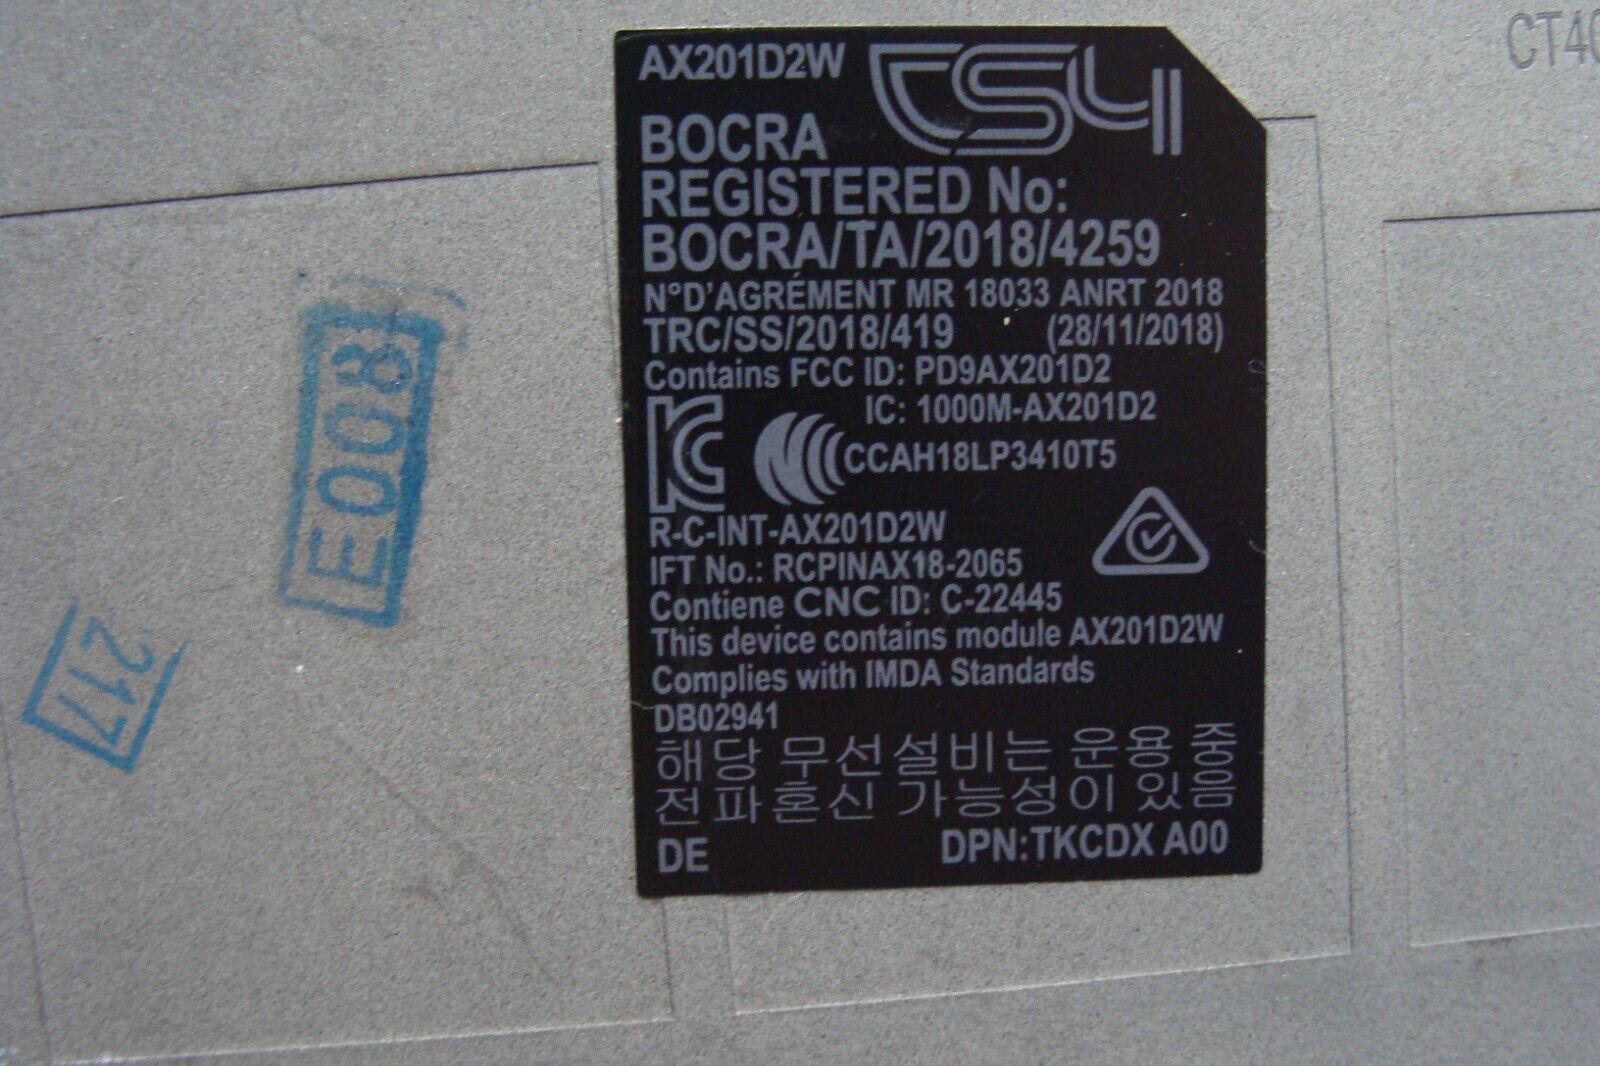 AX201D2W
BOCRA
REGISTERED No:
BOCRA/TA/2018/4259
N°D'AGRÉMENT MR 18033 ANRT 2018
TRC/SS/2018/419 (28/11/2018)
Contains FCC ID: PD9AX201D2
IC: 1000M-AX201D2
CCAH18LP3410T5
R-C-INT-AX201D2W
IFT No.: RCPINAX18-2065
Contiene CNC ID: C-22445
This device contains module AX201D2W
Complies with IMDA Standards
DB02941
해당 무선설비는 운용 중
전파혼신 가능성이 있음
DE DPN:TKCDX A00
E008
217